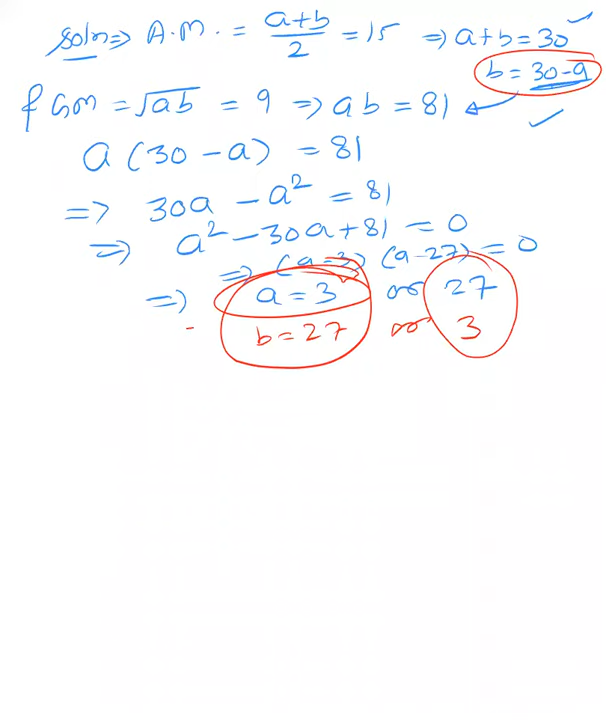 soln ⇒ A.M. = a+b/2 = 15 ⇒ a+b = 30
b = 30-a
f GM = √ab = 9 ⇒ ab = 81
a (30 - a) = 81
⇒ 30a - a² = 81
⇒ a² - 30a + 81 = 0
⇒ (a-3) (a-27) = 0
⇒ a = 3 or 27
b = 27 or 3